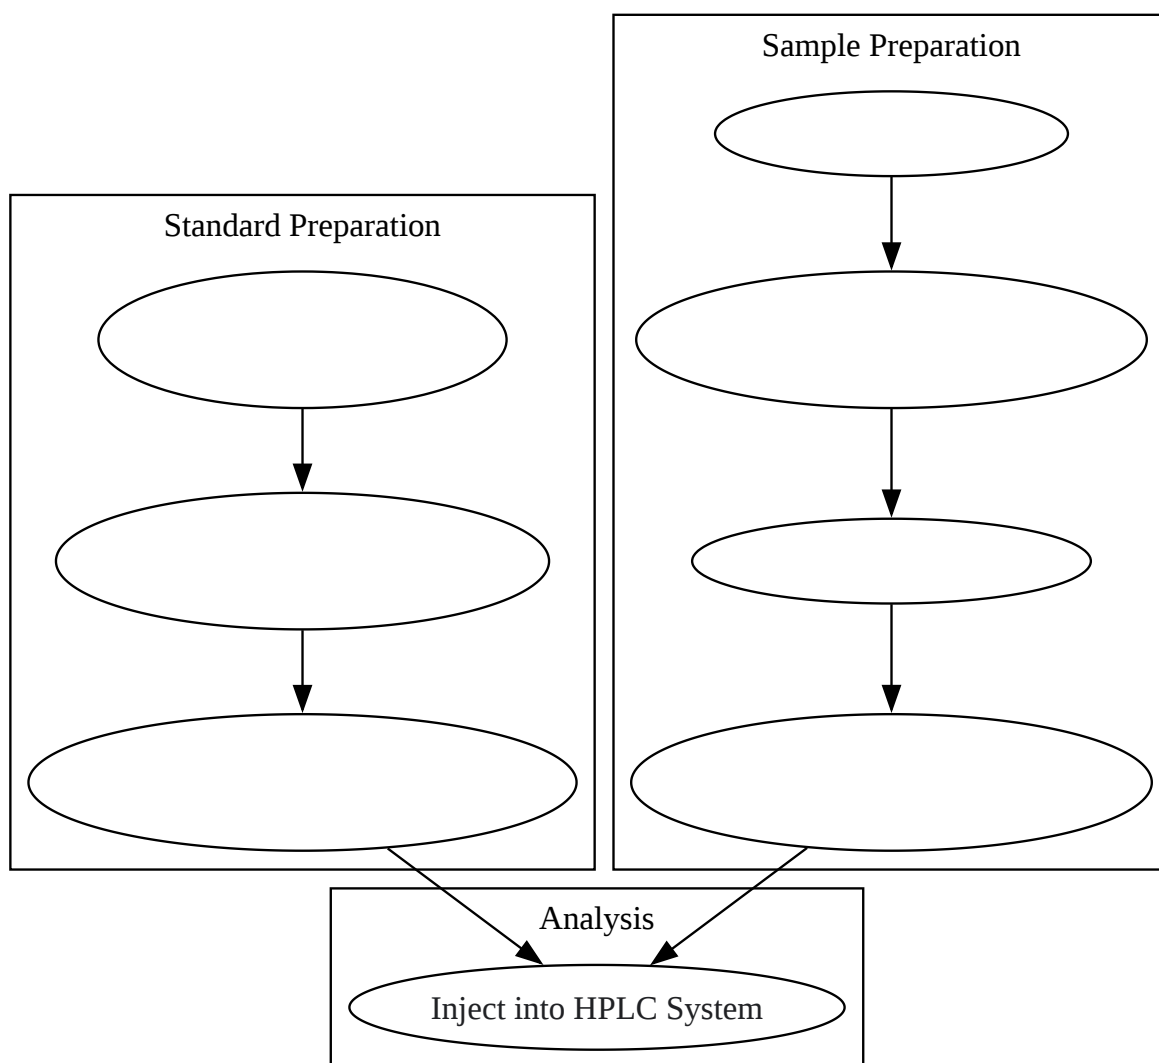 Sample Preparation
Standard Preparation
Analysis
Inject into HPLC System